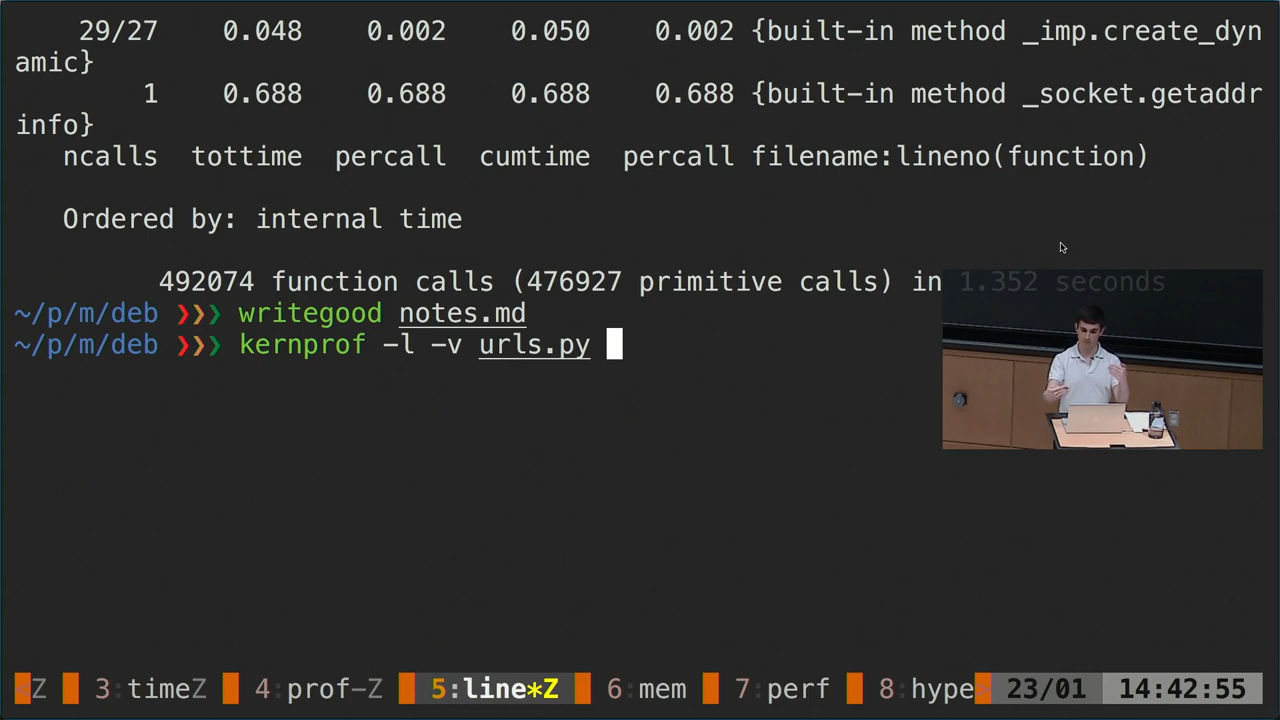 29/27    0.048    0.002    0.050    0.002 {built-in method _imp.create_dyn
amic}
1    0.688    0.688    0.688    0.688 {built-in method _socket.getaddr
info}
ncalls  tottime  percall  cumtime  percall filename:lineno(function)
Ordered by: internal time
492074 function calls (476927 primitive calls) in 1.352 seconds
~/p/m/deb ❯❯❯ writegood notes.md
~/p/m/deb ❯❯❯ kernprof -l -v urls.py
<Z 3:timeZ 4:prof-Z 5:line*Z 6:mem 7:perf 8:hype> 23/01 14:42:55